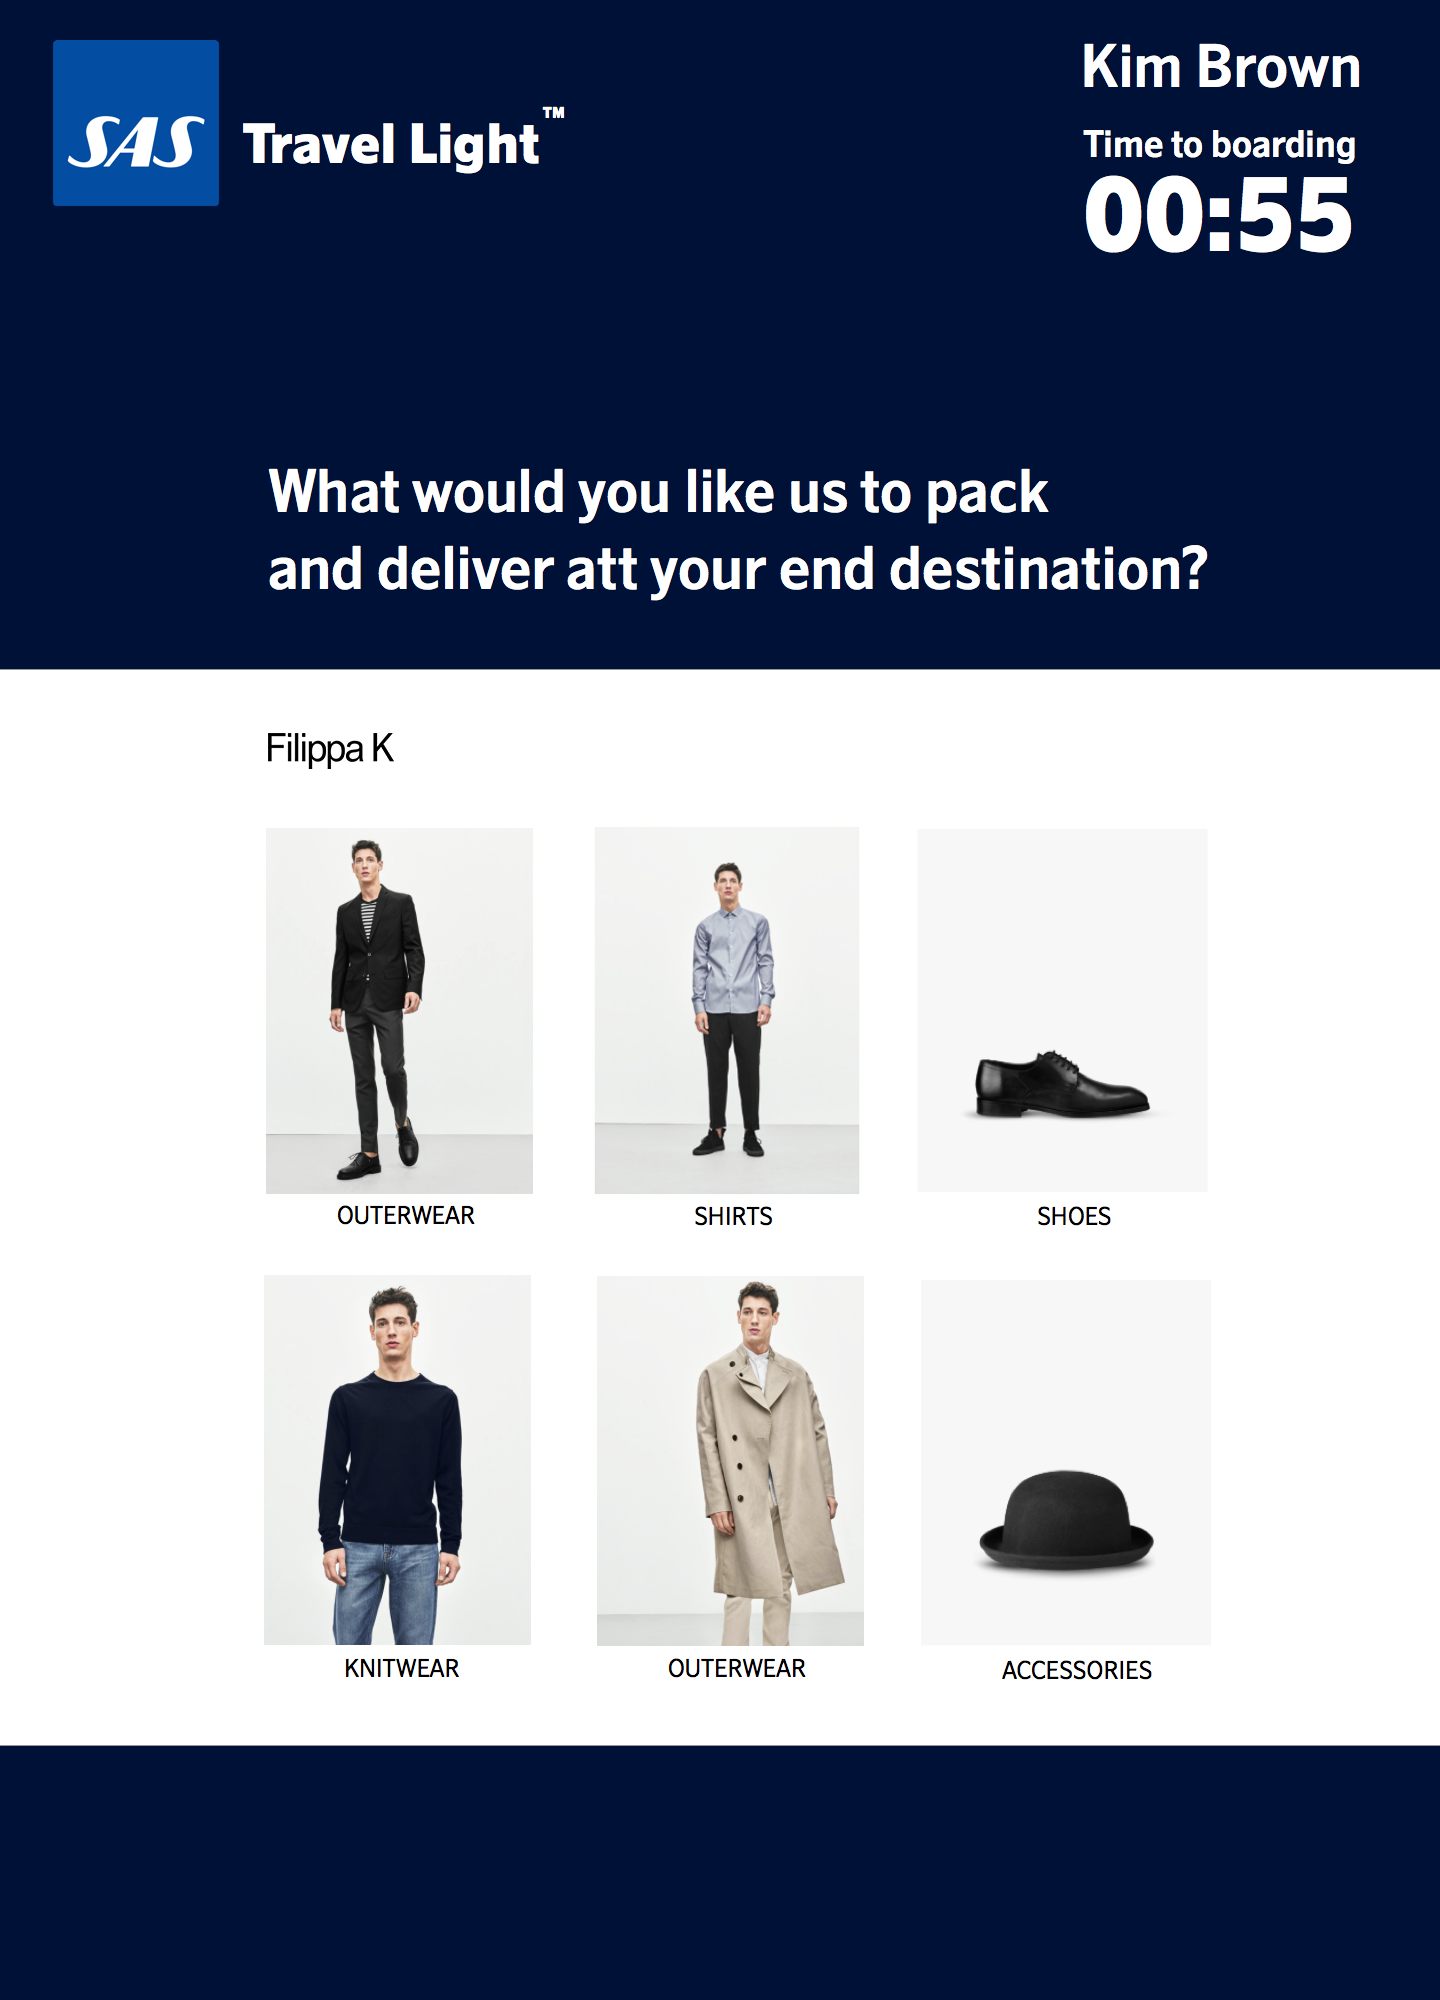 SAS
Travel Light™
Kim Brown
Time to boarding
00:55
What would you like us to pack
and deliver att your end destination?
Filippa K
OUTERWEAR
SHIRTS
SHOES
KNITWEAR
OUTERWEAR
ACCESSORIES